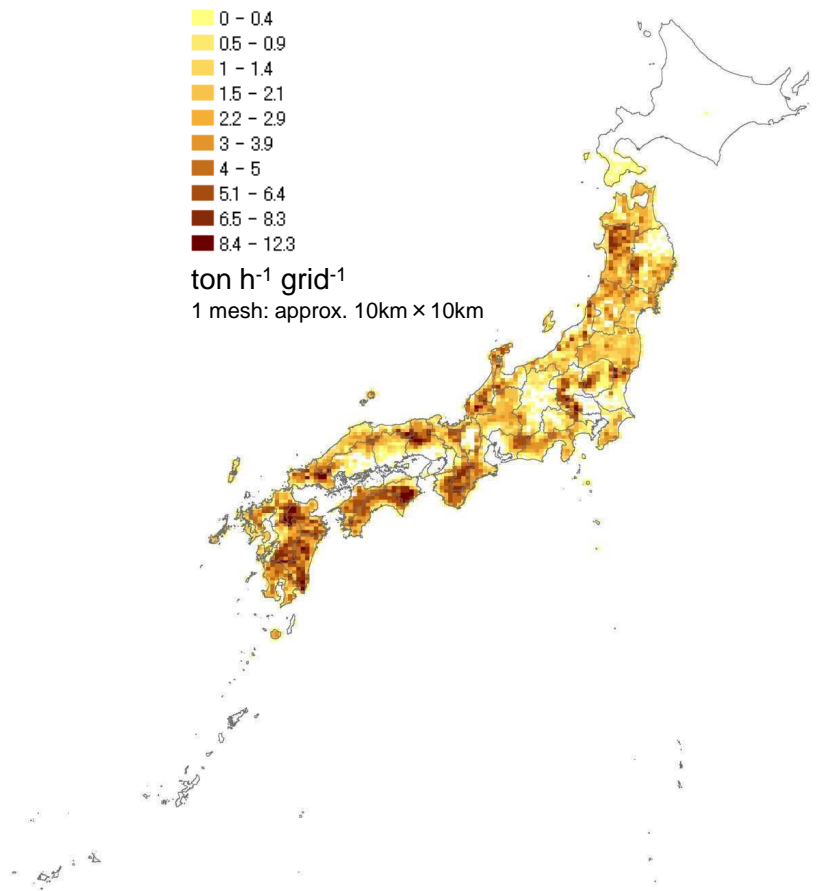 0 - 0.4
0.5 - 0.9
1 - 1.4
1.5 - 2.1
2.2 - 2.9
3 - 3.9
4 - 5
5.1 - 6.4
6.5 - 8.3
8.4 - 12.3
ton h-1 grid-1
1 mesh: approx. 10km × 10km